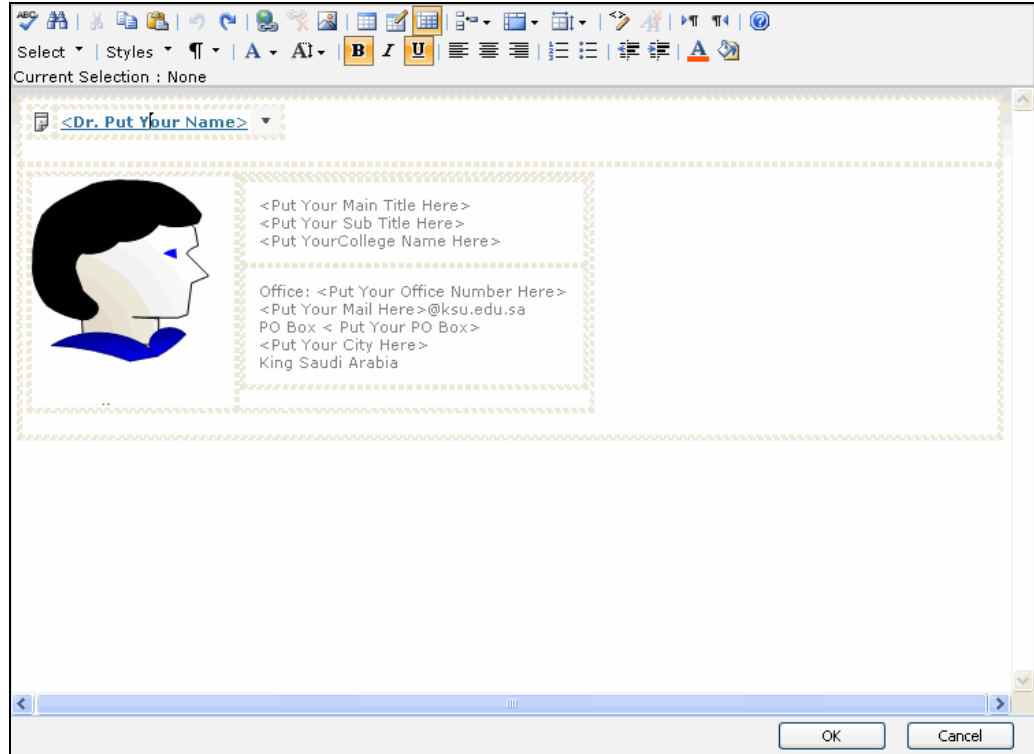 Select
Styles
A
A
B I U
A
Current Selection : None
<Dr. Put Your Name>
<Put Your Main Title Here>
<Put Your Sub Title Here>
<Put YourCollege Name Here>
Office: <Put Your Office Number Here>
<Put Your Mail Here>@ksu.edu.sa
PO Box < Put Your PO Box>
<Put Your City Here>
King Saudi Arabia
OK
Cancel